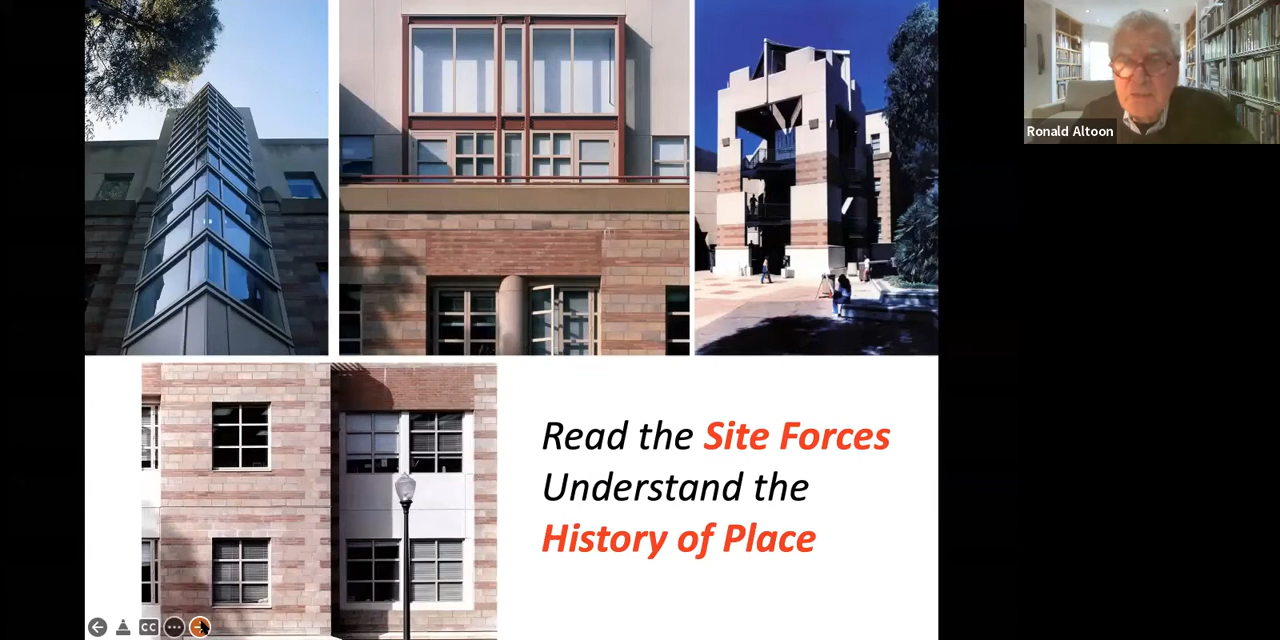 Ronald Altoon
Read the Site Forces
Understand the
History of Place
CC